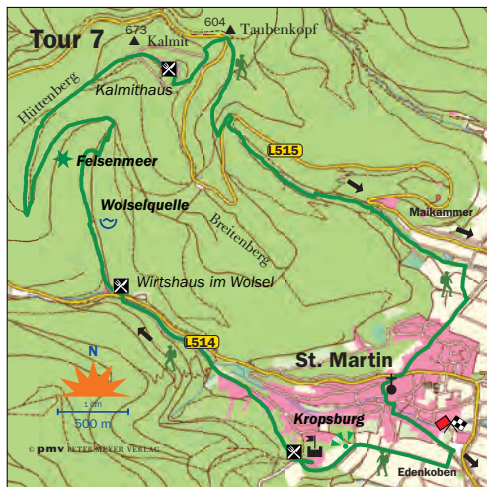 Tour 7
604
Taubenkopf
673
Kalmit
Kalmithaus
Hüttenberg
L515
Felsenmeer
Wolselquelle
Maikammer
Breitenberg
Wirtshaus im Wolsel
L514
St. Martin
N
1 cm
500 m
Kropsburg
© pmv PETER MEYER VERLAG
Edenkoben